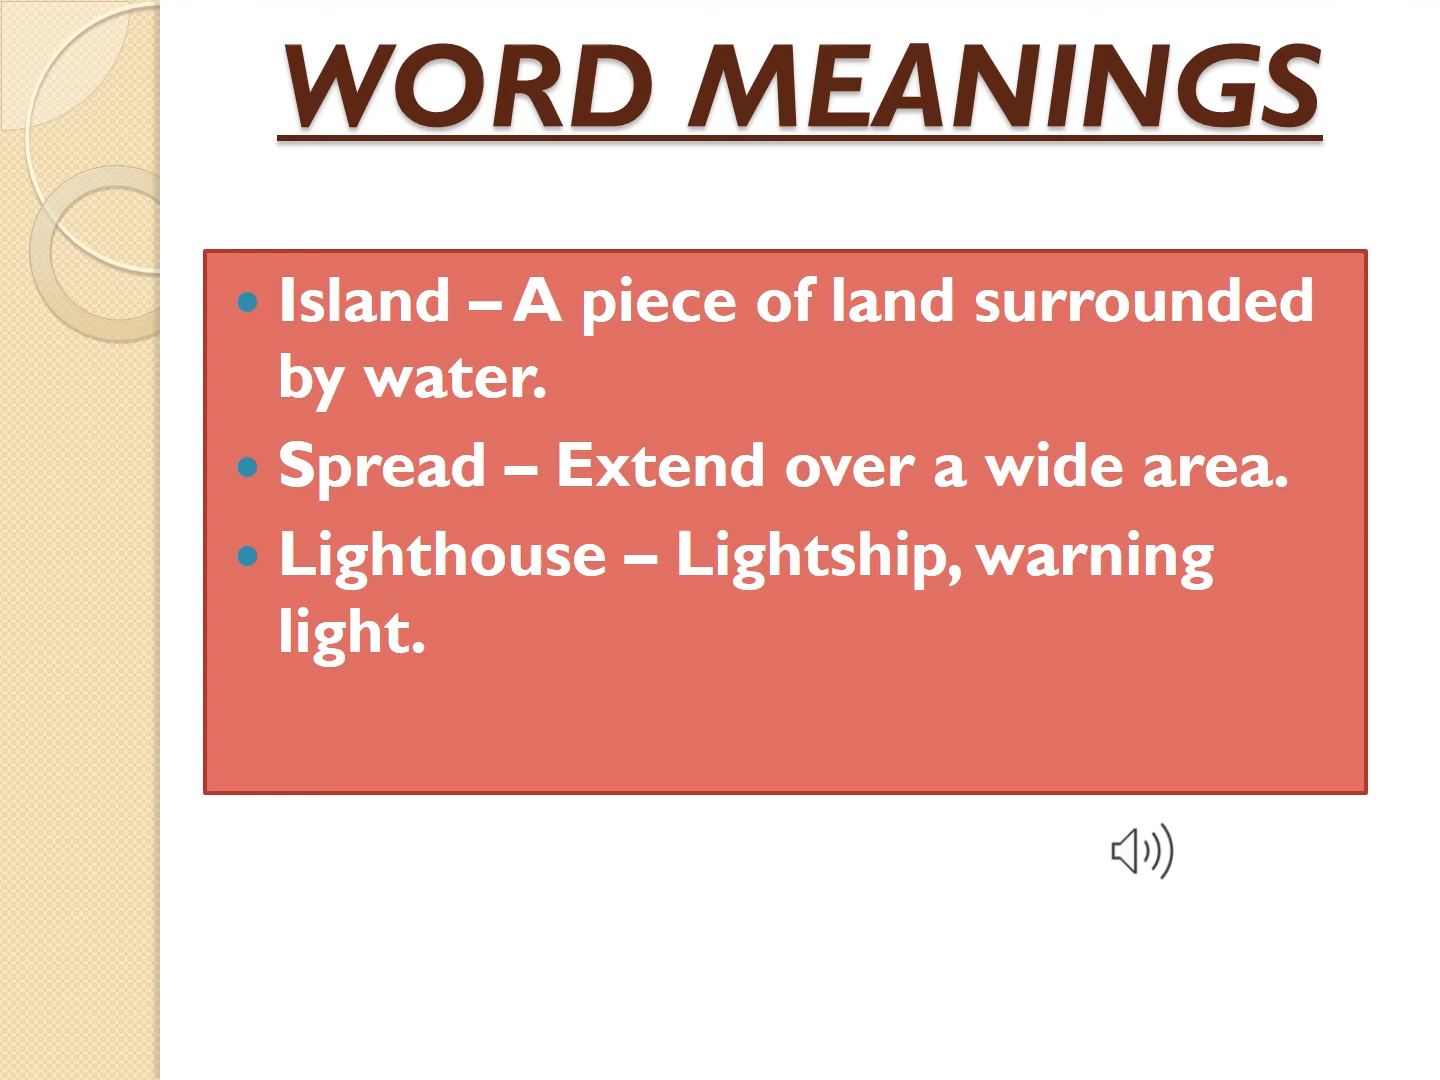 WORD MEANINGS
• Island – A piece of land surrounded
by water.
• Spread – Extend over a wide area.
• Lighthouse – Lightship, warning
light.